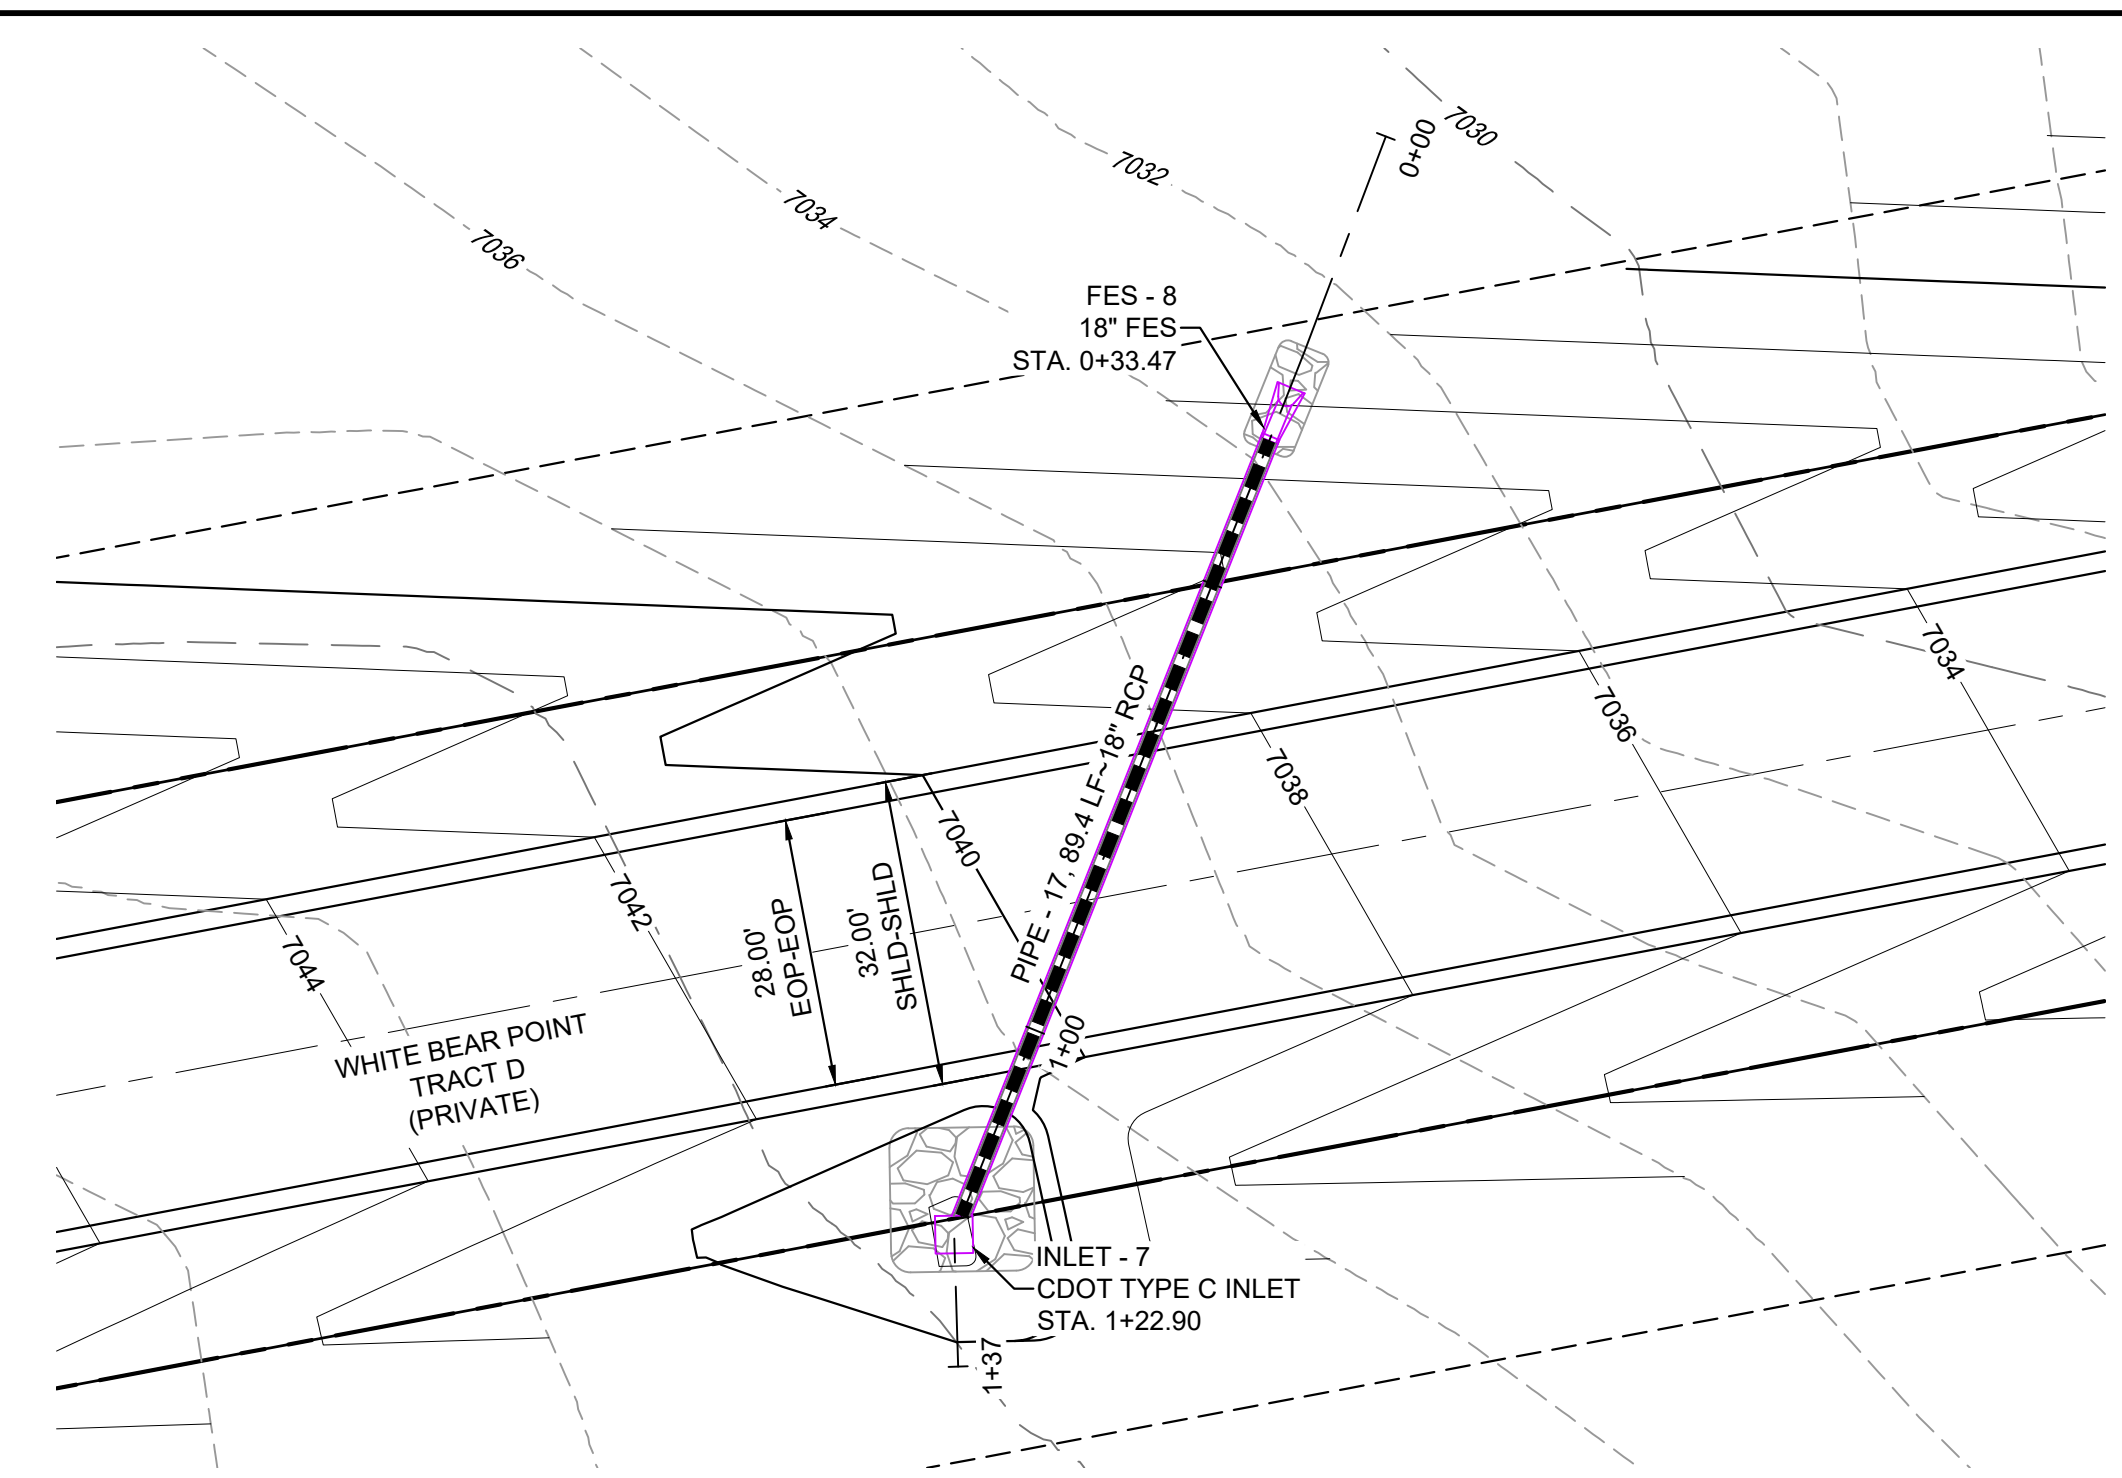 7030
0+00
7032
7034
7036
FES - 8
18" FES
STA. 0+33.47
7034
7036
7038
7040
7042
7044
PIPE - 17, 89.4 LF~18" RCP
28.00'
EOP-EOP
32.00'
SHLD-SHLD
WHITE BEAR POINT
TRACT D
(PRIVATE)
1+00
INLET - 7
CDOT TYPE C INLET
STA. 1+22.90
1+37